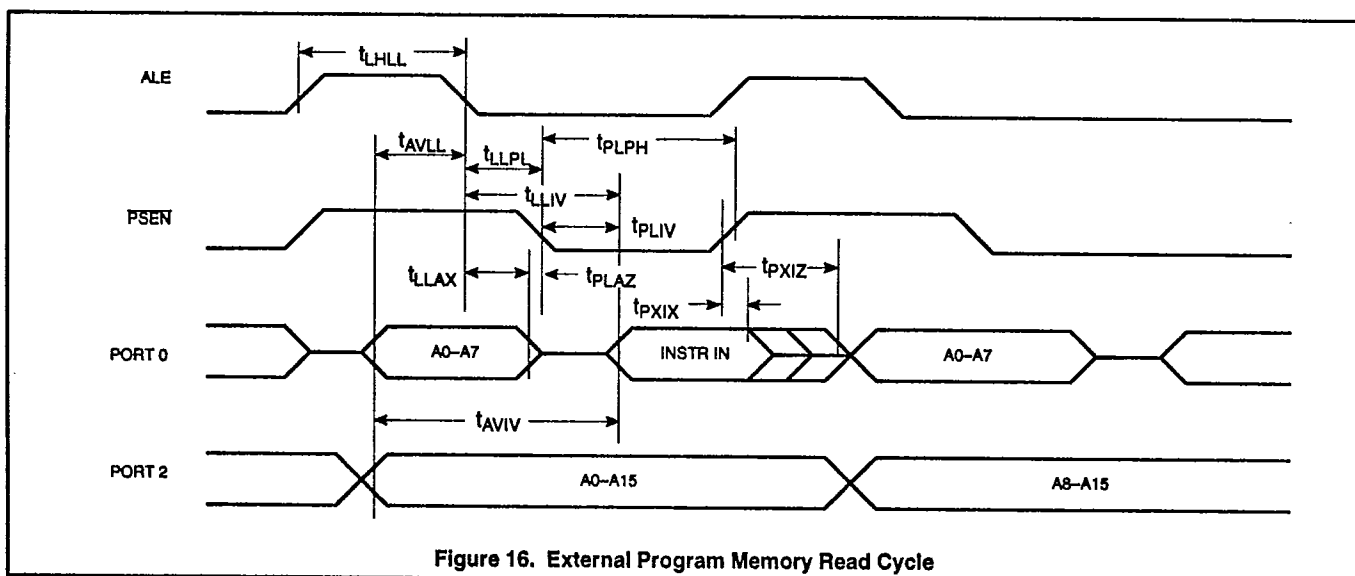 tLHLL
ALE
tAVLL
tLLPL
tPLPH
tLLIV
PSEN
tPLIV
tLLAX
tPLAZ
tPXIZ
tPXIX
PORT 0
A0–A7
INSTR IN
A0–A7
tAVIV
PORT 2
A0–A15
A8–A15
Figure 16. External Program Memory Read Cycle